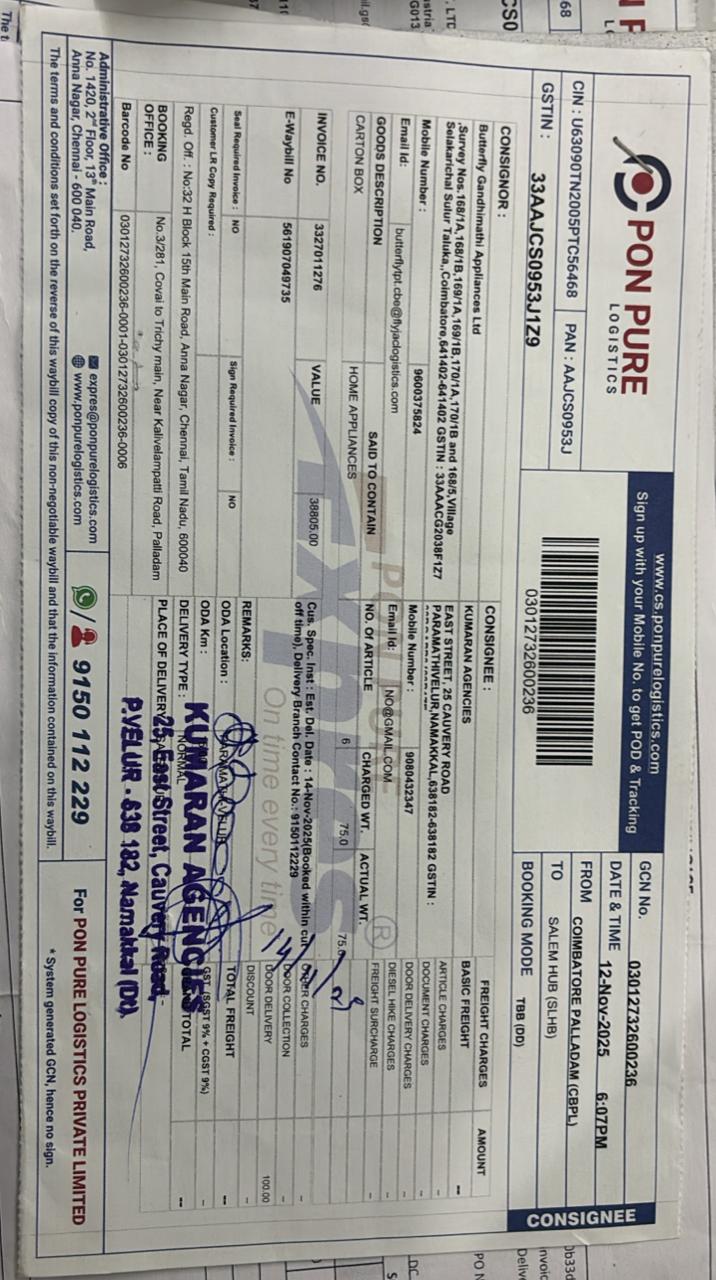 PON PURE
LOGISTICS
CIN : U63090TN2005PTC56468
PAN : AAJCS0953J
GSTIN : 33AAJCS0953J1Z9
www.cs.ponpurelogistics.com
Sign up with your Mobile No. to get POD & Tracking
03012732600236
GCN No. 03012732600236
DATE & TIME 12-Nov-2025 6:07PM
FROM COIMBATORE PALLADAM (CBPL)
TO SALEM HUB (SLHB)
BOOKING MODE TBB (DD)
CONSIGNEE
CONSIGNOR :
Butterfly Gandhimathi Appliances Ltd
,Survey Nos.168/1A,168/1B,169/1A,169/1B,170/1A,170/1B and 168/5,Village
Selakarichal Sulur Taluka,,Coimbatore,641402-641402 GSTIN : 33AAACG2038F1Z7
Mobile Number : 9600375824
Email Id: butterflytpt.cbe@flyjaclogistics.com
CONSIGNEE :
KUMARAN AGENCIES
EAST STREET, 25 CAUVERY ROAD
PARAMATHIVELUR,NAMAKKAL,638182-638182 GSTIN :
Mobile Number : 9080432347
Email Id: NO@GMAIL.COM
GOODS DESCRIPTION SAID TO CONTAIN NO. Of ARTICLE CHARGED WT. ACTUAL WT.
CARTON BOX HOME APPLIANCES 6 75.0 75.0
INVOICE NO. 3327011276 VALUE 38805.00
E-Waybill No 561907049735
Cus. Spec. Inst : Est. Del. Date : 14-Nov-2025(Booked within cut
off time), Delivery Branch Contact No.: 9150112229
Seal Required Invoice : NO Sign Required Invoice : NO
Customer LR Copy Required :
REMARKS:
ODA Location :
ODA Km :
DELIVERY TYPE : NORMAL
PLACE OF DELIVERY
Regd. Off. : No:32 H Block 15th Main Road, Anna Nagar, Chennai, Tamil Nadu, 600040
BOOKING OFFICE : No.3/281, Covai to Trichy main, Near Kalivelampatti Road, Palladam
Barcode No 03012732600236-0001-03012732600236-0006
FREIGHT CHARGES AMOUNT
BASIC FREIGHT --
ARTICLE CHARGES -
DOCUMENT CHARGES -
DOOR DELIVERY CHARGES -
DIESEL HIKE CHARGES -
FREIGHT SURCHARGE -
OTHER CHARGES -
DOOR COLLECTION -
DOOR DELIVERY 100.00
DISCOUNT -
TOTAL FREIGHT --
GST (SGST 9% + CGST 9%) -
TOTAL --
PON PURE
Express
On time every time
14/11/25
KUMARAN AGENCIES
25, East Street, Cauvery Road,
P.VELUR - 638 182, Namakkal (Dt).
Administrative Office :
No. 1420, 2nd Floor, 13th Main Road,
Anna Nagar, Chennai - 600 040.
expres@ponpurelogistics.com
www.ponpurelogistics.com
9150 112 229
For PON PURE LOGISTICS PRIVATE LIMITED
* System generated GCN, hence no sign.
The terms and conditions set forth on the reverse of this waybill copy of this non-negotiable waybill and that the information contained on this waybill.